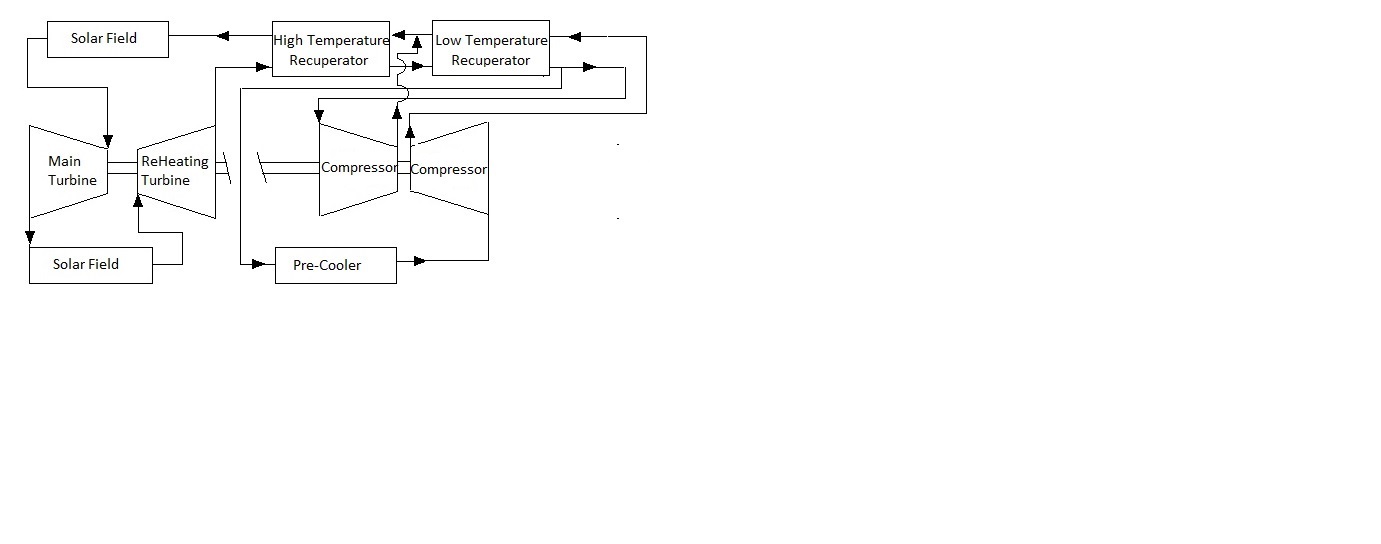 Solar Field
High Temperature
Recuperator
Low Temperature
Recuperator
Main
Turbine
ReHeating
Turbine
Compressor
Compressor
Solar Field
Pre-Cooler